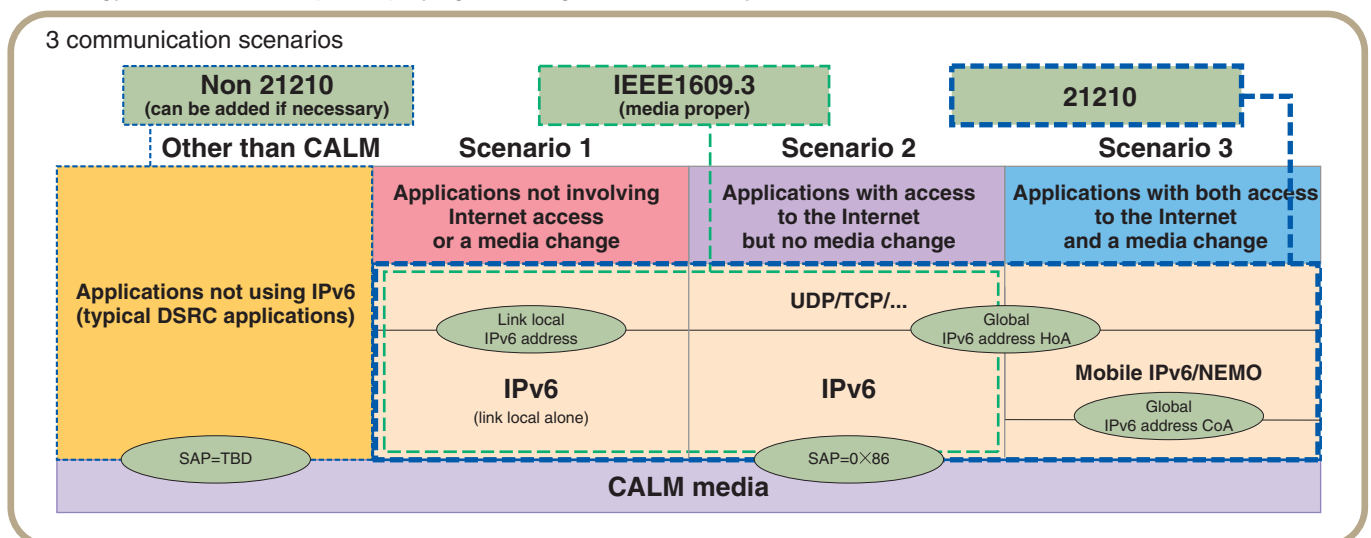 3 communication scenarios
Non 21210
(can be added if necessary)
IEEE1609.3
(media proper)
21210
Other than CALM
Scenario 1
Scenario 2
Scenario 3
Applications not involving
Internet access
or a media change
Applications with access
to the Internet
but no media change
Applications with both access
to the Internet
and a media change
Applications not using IPv6
(typical DSRC applications)
UDP/TCP/...
Link local
IPv6 address
Global
IPv6 address HoA
IPv6
(link local alone)
IPv6
Mobile IPv6/NEMO
Global
IPv6 address CoA
SAP=TBD
SAP=0×86
CALM media